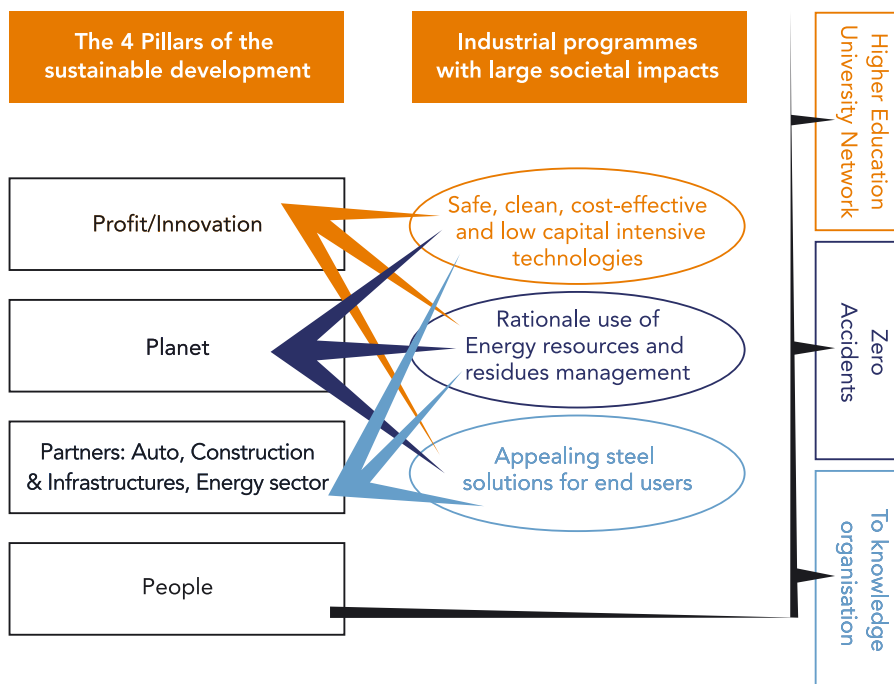 The 4 Pillars of the
sustainable development
Industrial programmes
with large societal impacts
Profit/Innovation
Planet
Partners: Auto, Construction
& Infrastructures, Energy sector
People
Safe, clean, cost-effective
and low capital intensive
technologies
Rationale use of
Energy resources and
residues management
Appealing steel
solutions for end users
Higher Education
University Network
Zero
Accidents
To knowledge
organisation